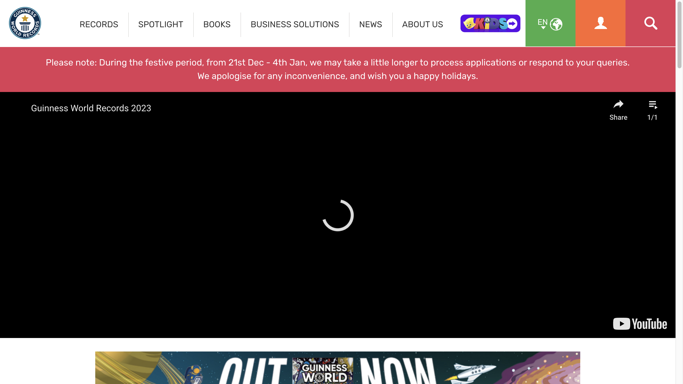 GUINNESS WORLD RECORDS
RECORDS
SPOTLIGHT
BOOKS
BUSINESS SOLUTIONS
NEWS
ABOUT US
KIDS
EN
Please note: During the festive period, from 21st Dec - 4th Jan, we may take a little longer to process applications or respond to your queries.
We apologise for any inconvenience, and wish you a happy holidays.
Guinness World Records 2023
Share
1/1
YouTube
OUT NOW
GUINNESS
WORLD